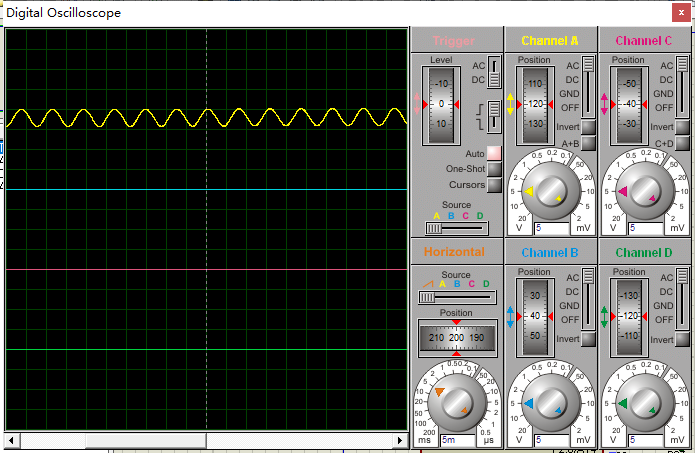 Digital Oscilloscope
x
Trigger
Level
-10
0
10
AC
DC
Auto
One-Shot
Cursors
Source
A B C D
Channel A
Position
110
120
130
AC
DC
GND
OFF
Invert
A+B
0.5 0.2 0.1
1 50
2 20
5 10
10 5
20 2
V 5 mV
Channel C
Position
-50
-40
-30
AC
DC
GND
OFF
Invert
C+D
0.5 0.2 0.1
1 50
2 20
5 10
10 5
20 2
V 5 mV
Horizontal
Source
A B C D
Position
210 200 190
1 0.5 0.2 0.1
2 50
5 20
10 10
20 5
50 2
100 1
200 0.5
ms 5m µs
Channel B
Position
30
40
50
AC
DC
GND
OFF
Invert
0.5 0.2 0.1
1 50
2 20
5 10
10 5
20 2
V 5 mV
Channel D
Position
-130
-120
-110
AC
DC
GND
OFF
Invert
0.5 0.2 0.1
1 50
2 20
5 10
10 5
20 2
V 5 mV